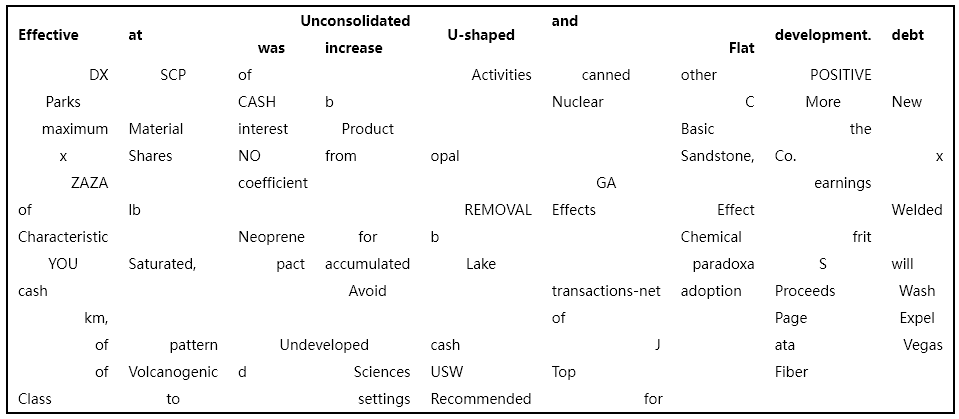 Effective at Unconsolidated U-shaped and development. debt
was increase Flat
DX SCP of Activities canned other POSITIVE
Parks CASH b Nuclear C More New
maximum Material interest Product Basic the
x Shares NO from opal Sandstone, Co. x
ZAZA coefficient GA earnings
of lb REMOVAL Effects Effect Welded
Characteristic Neoprene for b Chemical frit
YOU Saturated, pact accumulated Lake paradoxa S will
cash Avoid transactions-net adoption Proceeds Wash
km, of Page Expel
of pattern Undeveloped cash J ata Vegas
of Volcanogenic d Sciences USW Top Fiber
Class to settings Recommended for